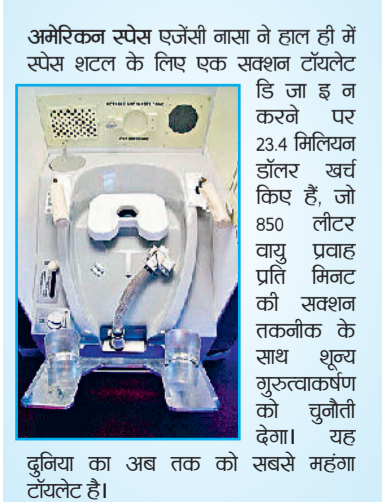 अमेरिकन स्पेस एजेंसी नासा ने हाल ही में
स्पेस शटल के लिए एक सक्शन टॉयलेट
डि जा इ न
करने पर
23.4 मिलियन
डॉलर खर्च
किए हैं, जो
850 लीटर
वायु प्रवाह
प्रति मिनट
की सक्शन
तकनीक के
साथ शून्य
गुरुत्वाकर्षण
को चुनौती
देगा। यह
दुनिया का अब तक को सबसे महंगा
टॉयलेट है।